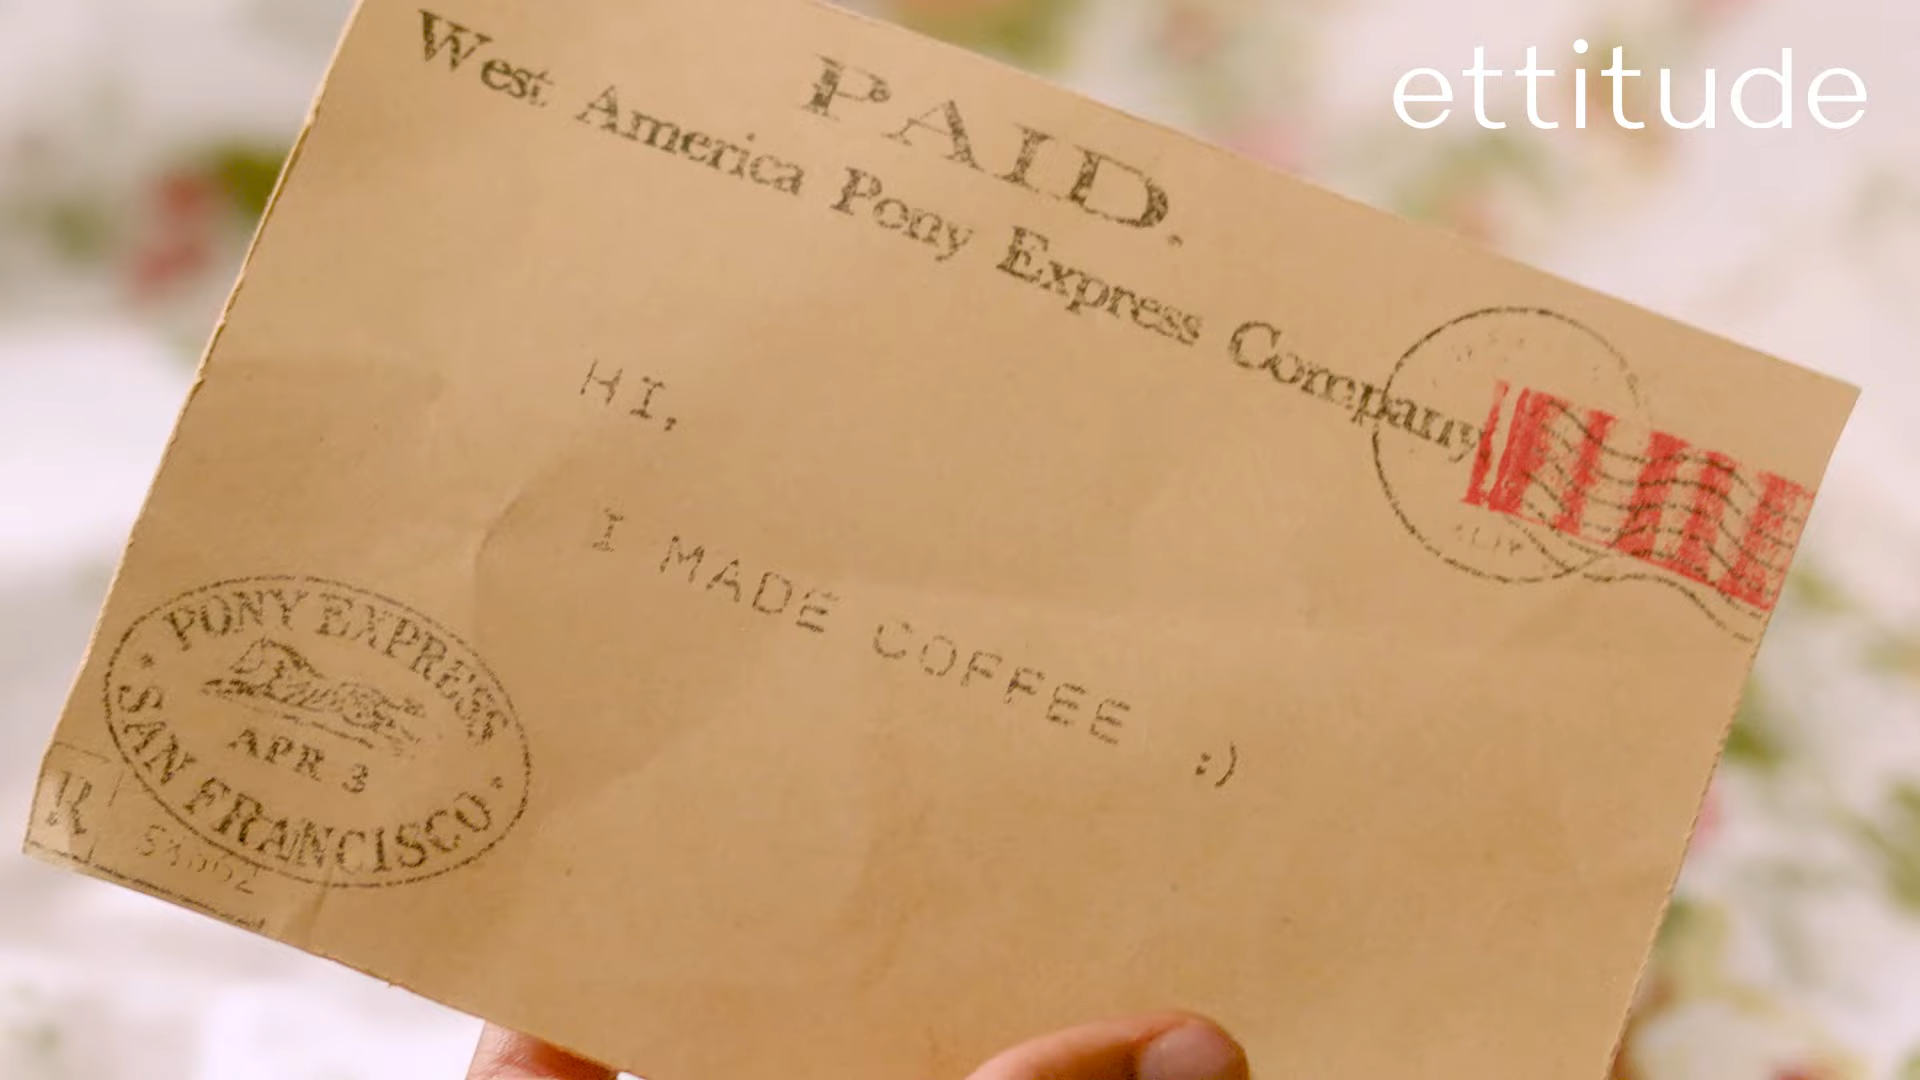 ettitude
PAID.
West America Pony Express Company
HI,
I MADE COFFEE :)
PONY EXPRESS
APR 3
SAN FRANCISCO
R